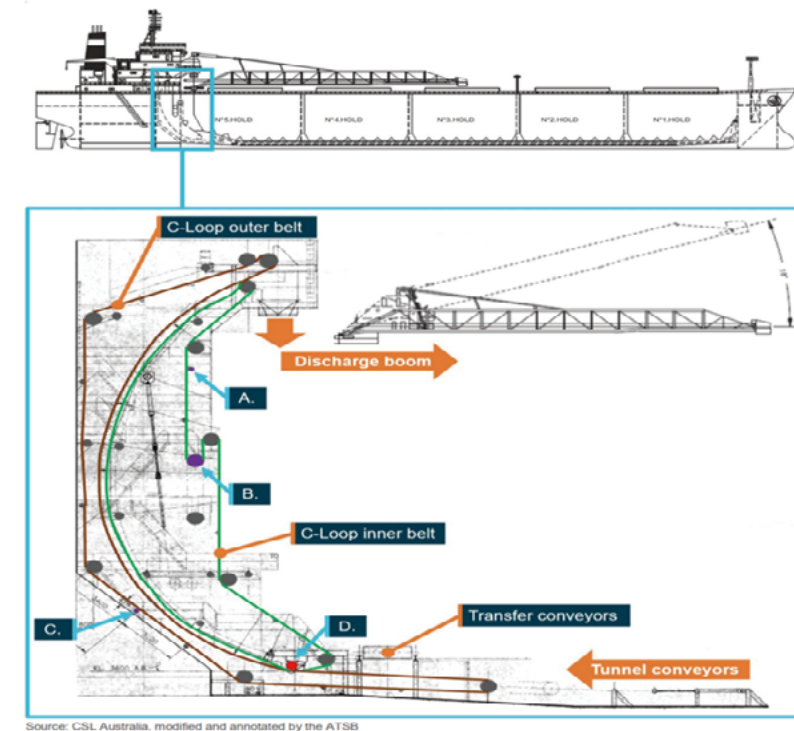 N°5.HOLD
N°4.HOLD
N°3.HOLD
N°2.HOLD
N°1.HOLD
C-Loop outer belt
Discharge boom
A.
B.
C-Loop inner belt
Transfer conveyors
C.
D.
Tunnel conveyors
Source: CSL Australia, modified and annotated by the ATSB